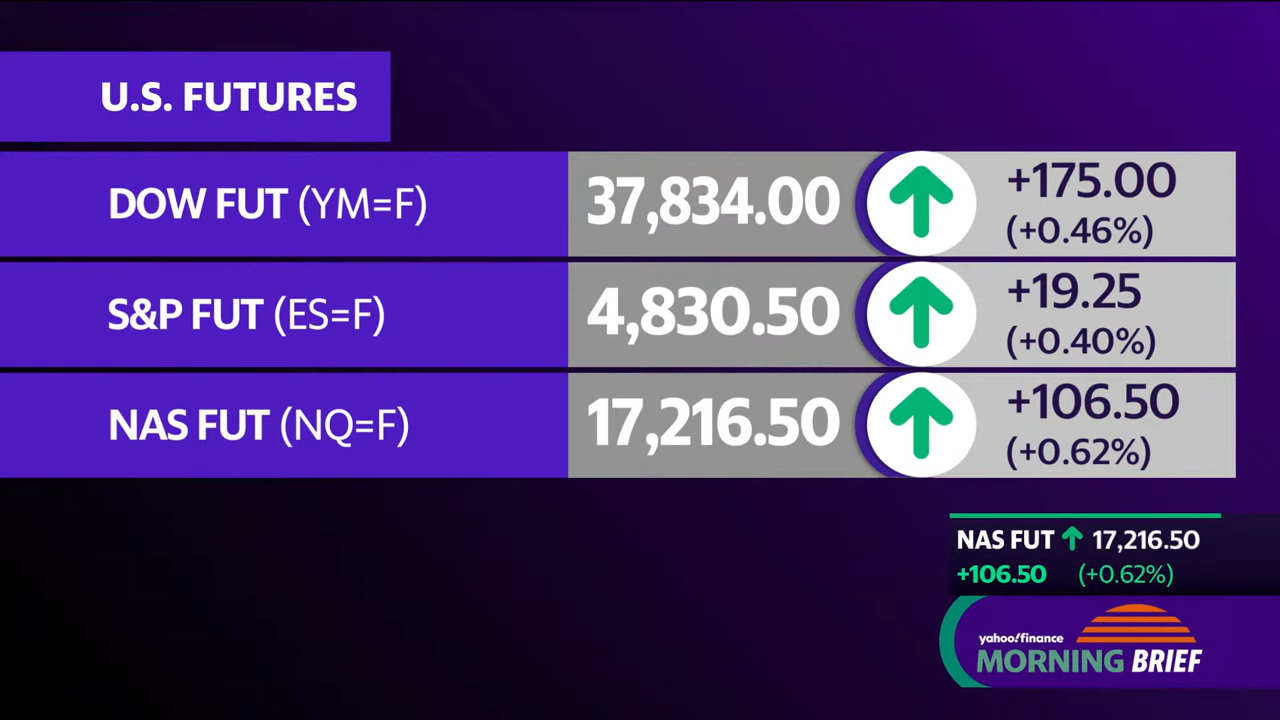 U.S. FUTURES
DOW FUT (YM=F) 37,834.00 +175.00
(+0.46%)
S&P FUT (ES=F) 4,830.50 +19.25
(+0.40%)
NAS FUT (NQ=F) 17,216.50 +106.50
(+0.62%)
NAS FUT 17,216.50
+106.50 (+0.62%)
yahoo!finance
MORNING BRIEF